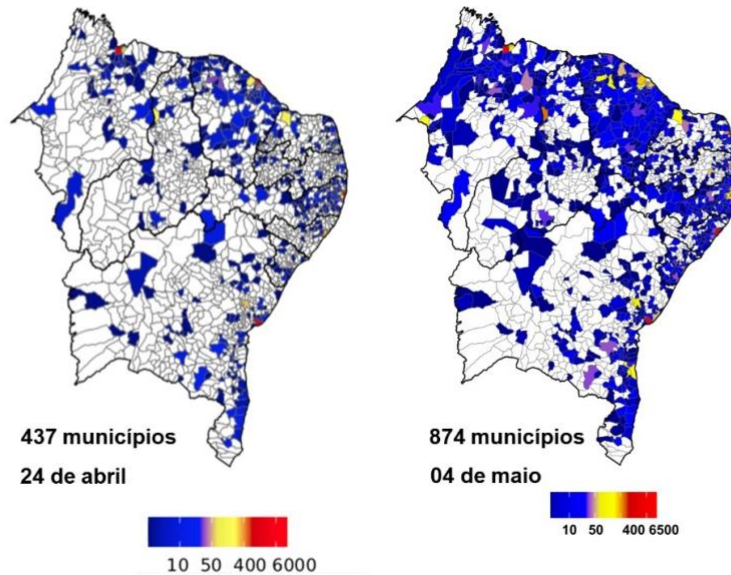 437 municípios
24 de abril
10 50 400 6000
874 municípios
04 de maio
10 50 400 6500